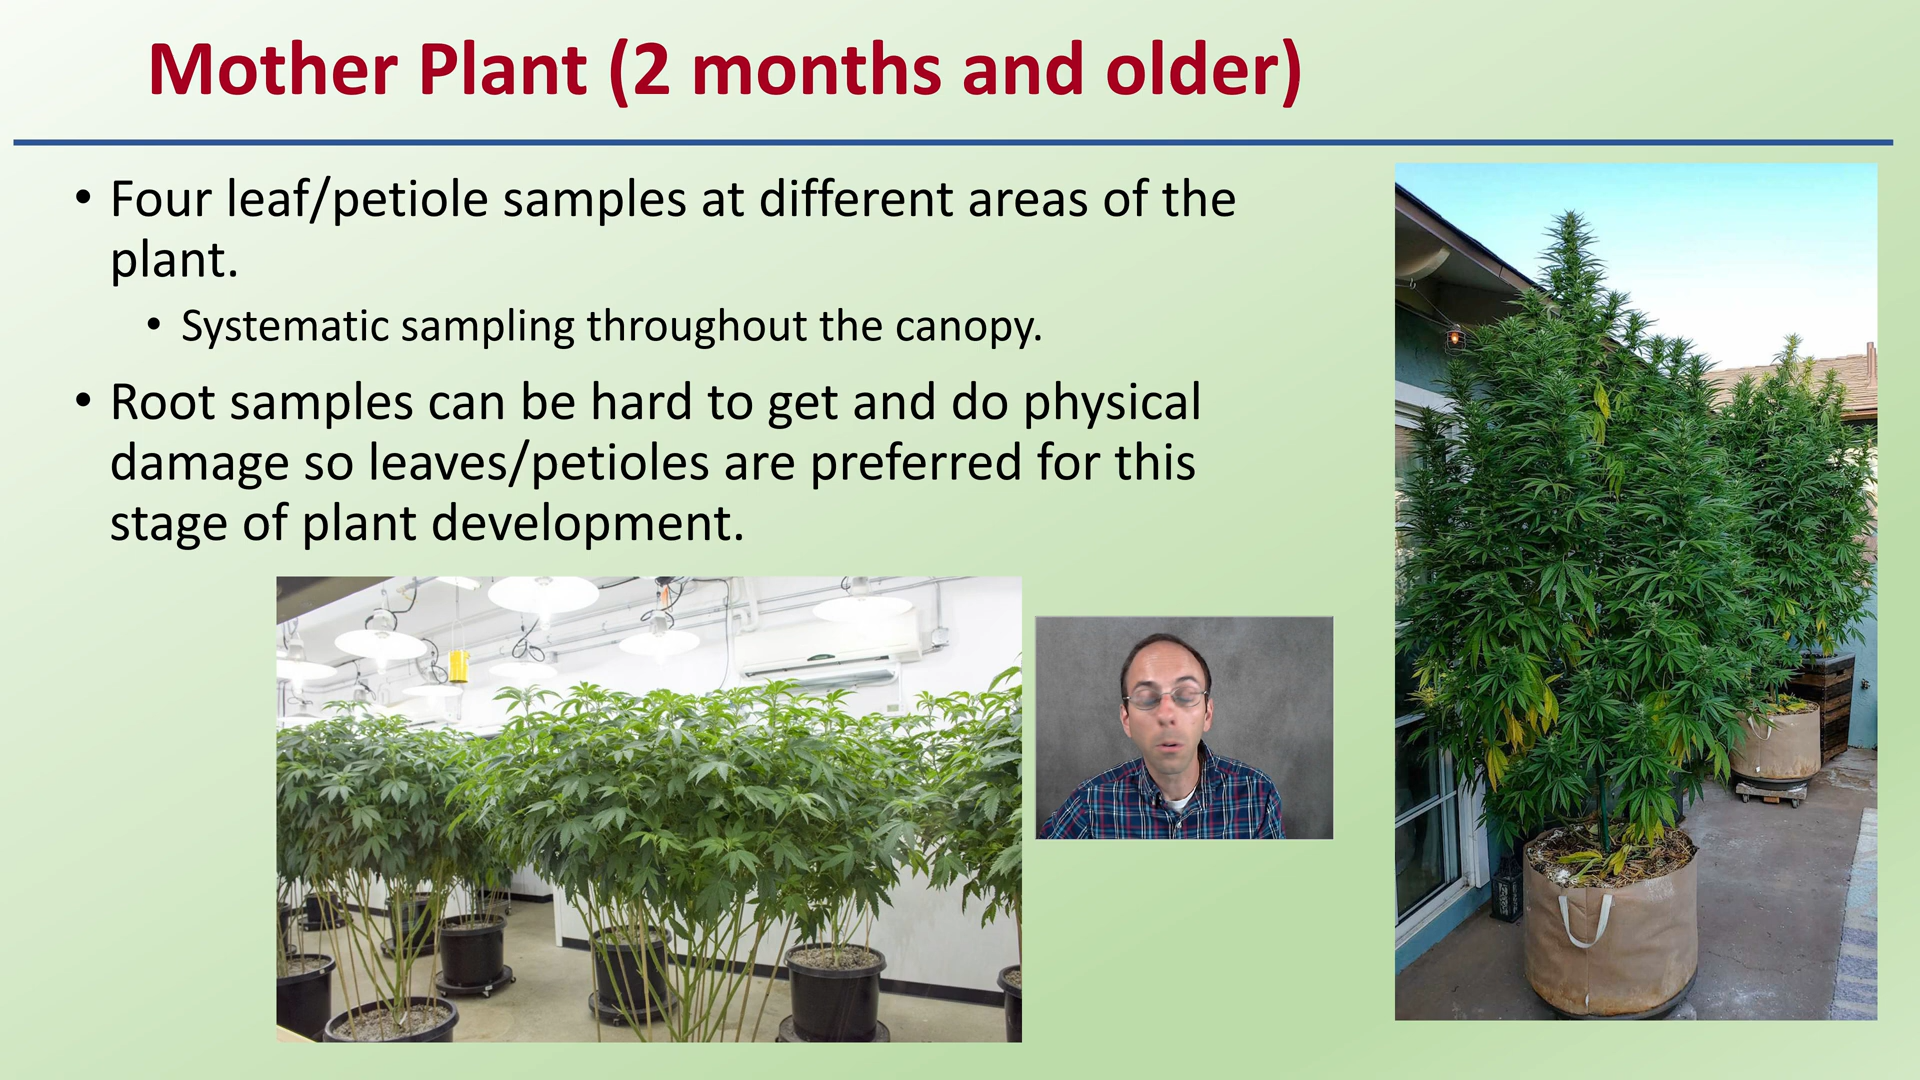 Mother Plant (2 months and older)
• Four leaf/petiole samples at different areas of the
plant.
• Systematic sampling throughout the canopy.
• Root samples can be hard to get and do physical
damage so leaves/petioles are preferred for this
stage of plant development.